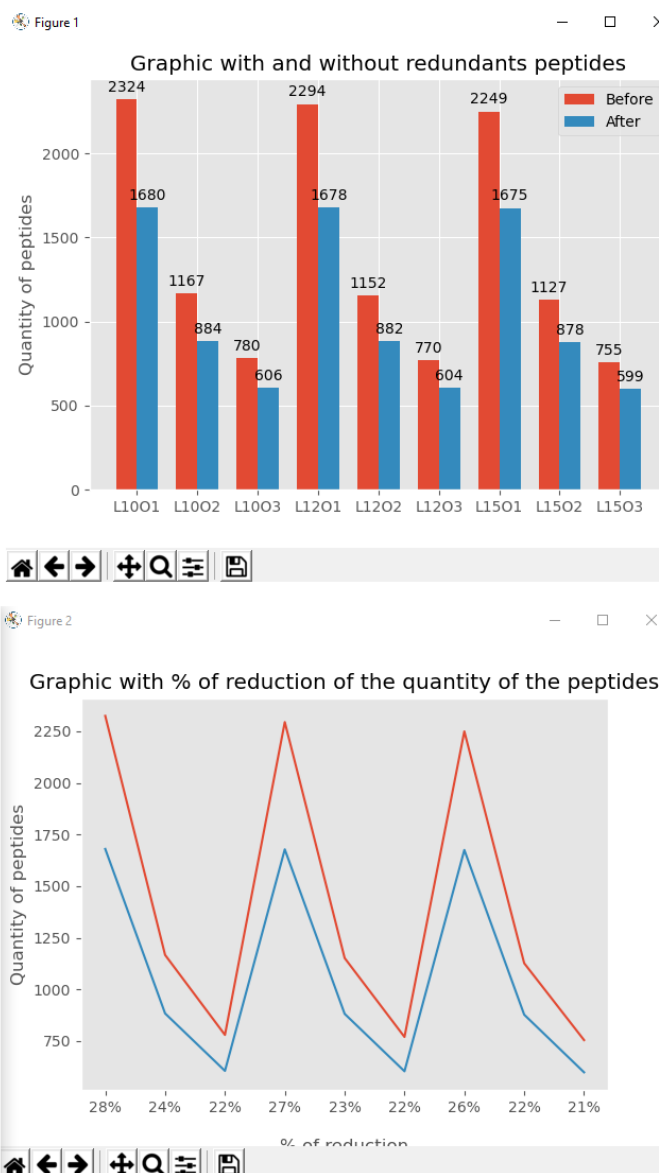 Figure 1
Graphic with and without redundants peptides
2324
2294
2249
Before
After
2000
1680
1678
1675
1500
1167
1152
1127
1000
884
882
878
780
770
755
606
604
599
500
0
Quantity of peptides
L10O1 L10O2 L10O3 L12O1 L12O2 L12O3 L15O1 L15O2 L15O3
Figure 2
Graphic with % of reduction of the quantity of the peptides
2250
2000
1750
1500
1250
1000
750
Quantity of peptides
28% 24% 22% 27% 23% 22% 26% 22% 21%
% of reduction